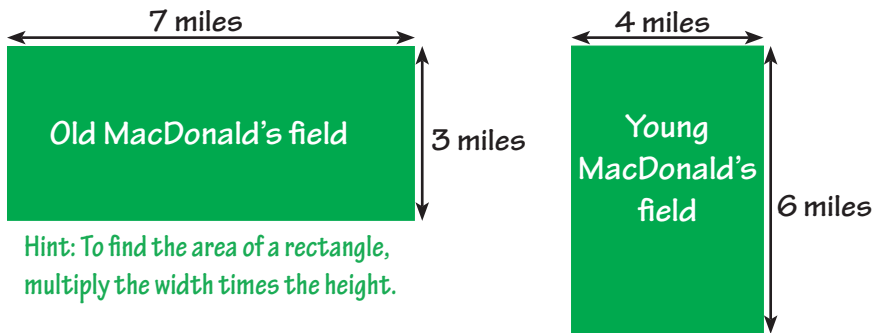 7 miles
Old MacDonald's field
3 miles
Hint: To find the area of a rectangle,
multiply the width times the height.
4 miles
Young
MacDonald's
field
6 miles